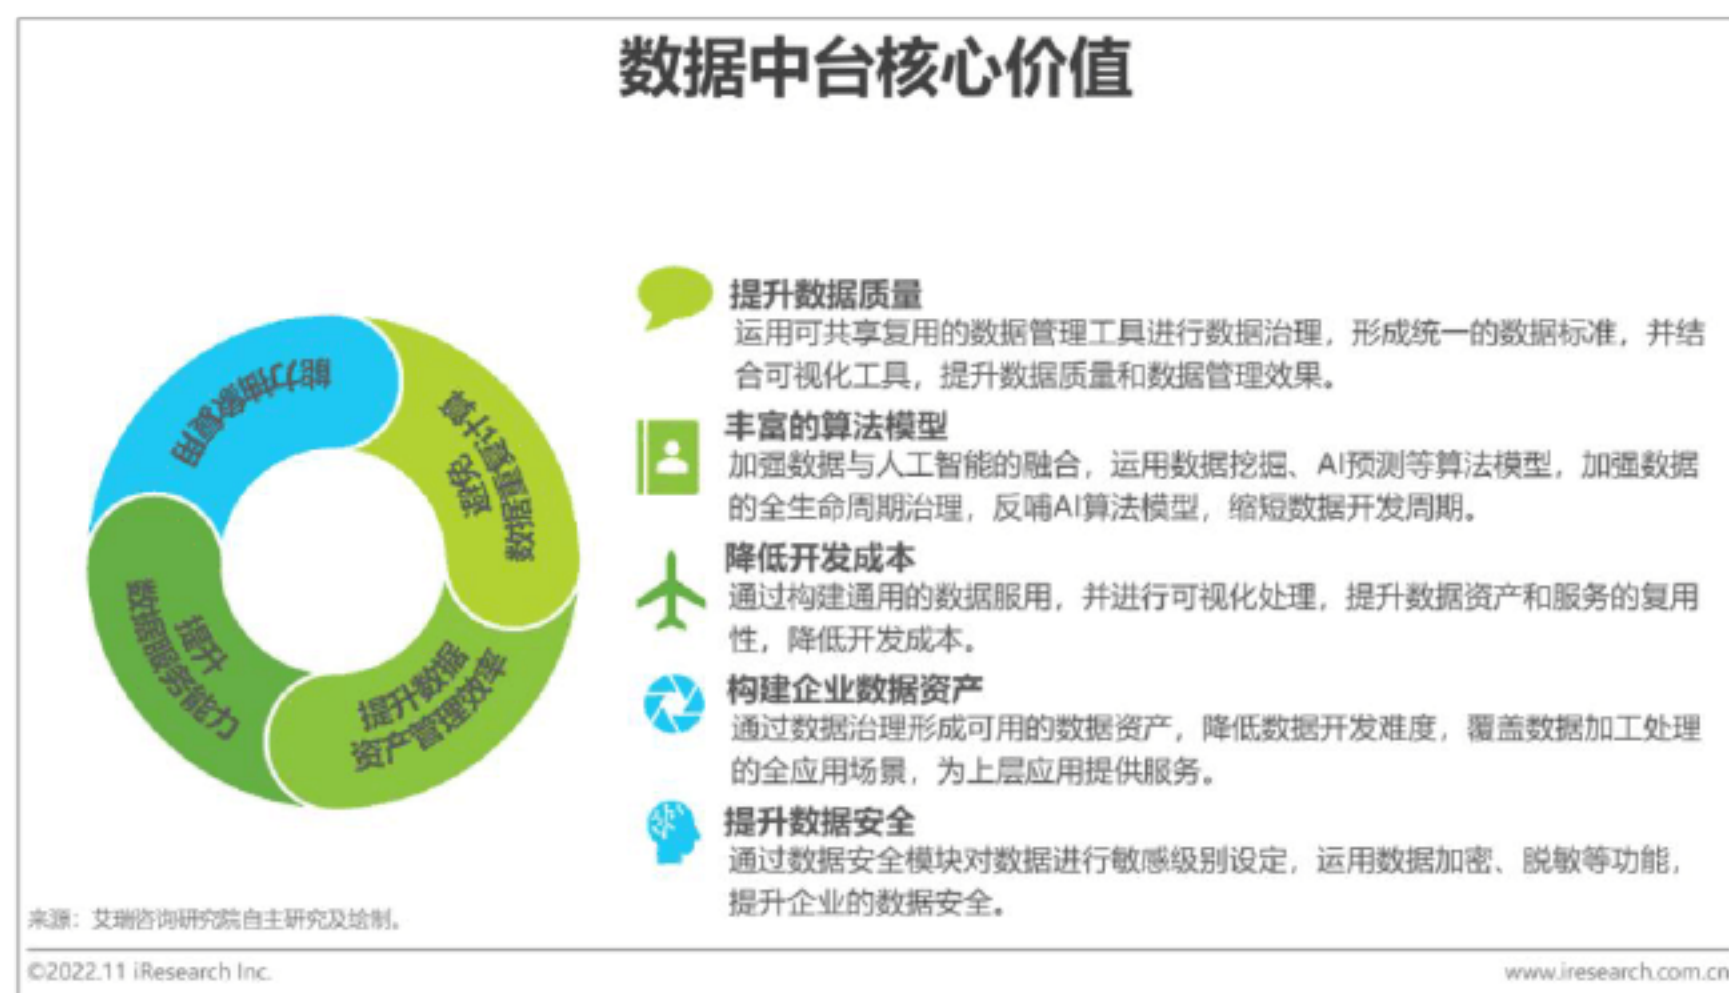 数据中台核心价值
能力抽象复用
避免
数据重复计算
提升
数据服务能力
提升数据
资产管理效率
提升数据质量
运用可共享复用的数据管理工具进行数据治理，形成统一的数据标准，并结
合可视化工具，提升数据质量和数据管理效果。
丰富的算法模型
加强数据与人工智能的融合，运用数据挖掘、AI预测等算法模型，加强数据
的全生命周期治理，反哺AI算法模型，缩短数据开发周期。
降低开发成本
通过构建通用的数据服用，并进行可视化处理，提升数据资产和服务的复用
性，降低开发成本。
构建企业数据资产
通过数据治理形成可用的数据资产，降低数据开发难度，覆盖数据加工处理
的全应用场景，为上层应用提供服务。
提升数据安全
通过数据安全模块对数据进行敏感级别设定，运用数据加密、脱敏等功能，
提升企业的数据安全。
来源：艾瑞咨询研究院自主研究及绘制。
©2022.11 iResearch Inc.
www.iresearch.com.cn